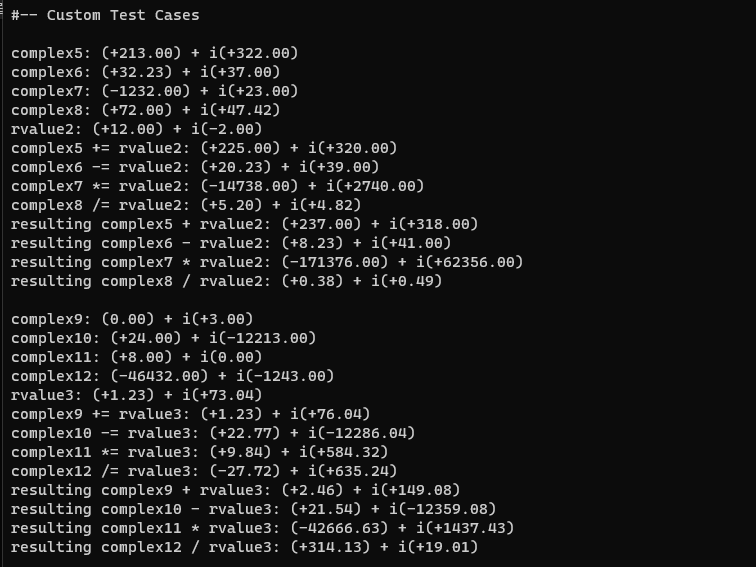 #-- Custom Test Cases
complex5: (+213.00) + i(+322.00)
complex6: (+32.23) + i(+37.00)
complex7: (-1232.00) + i(+23.00)
complex8: (+72.00) + i(+47.42)
rvalue2: (+12.00) + i(-2.00)
complex5 += rvalue2: (+225.00) + i(+320.00)
complex6 -= rvalue2: (+20.23) + i(+39.00)
complex7 *= rvalue2: (-14738.00) + i(+2740.00)
complex8 /= rvalue2: (+5.20) + i(+4.82)
resulting complex5 + rvalue2: (+237.00) + i(+318.00)
resulting complex6 - rvalue2: (+8.23) + i(+41.00)
resulting complex7 * rvalue2: (-171376.00) + i(+62356.00)
resulting complex8 / rvalue2: (+0.38) + i(+0.49)
complex9: (0.00) + i(+3.00)
complex10: (+24.00) + i(-12213.00)
complex11: (+8.00) + i(0.00)
complex12: (-46432.00) + i(-1243.00)
rvalue3: (+1.23) + i(+73.04)
complex9 += rvalue3: (+1.23) + i(+76.04)
complex10 -= rvalue3: (+22.77) + i(-12286.04)
complex11 *= rvalue3: (+9.84) + i(+584.32)
complex12 /= rvalue3: (-27.72) + i(+635.24)
resulting complex9 + rvalue3: (+2.46) + i(+149.08)
resulting complex10 - rvalue3: (+21.54) + i(-12359.08)
resulting complex11 * rvalue3: (-42666.63) + i(+1437.43)
resulting complex12 / rvalue3: (+314.13) + i(+19.01)